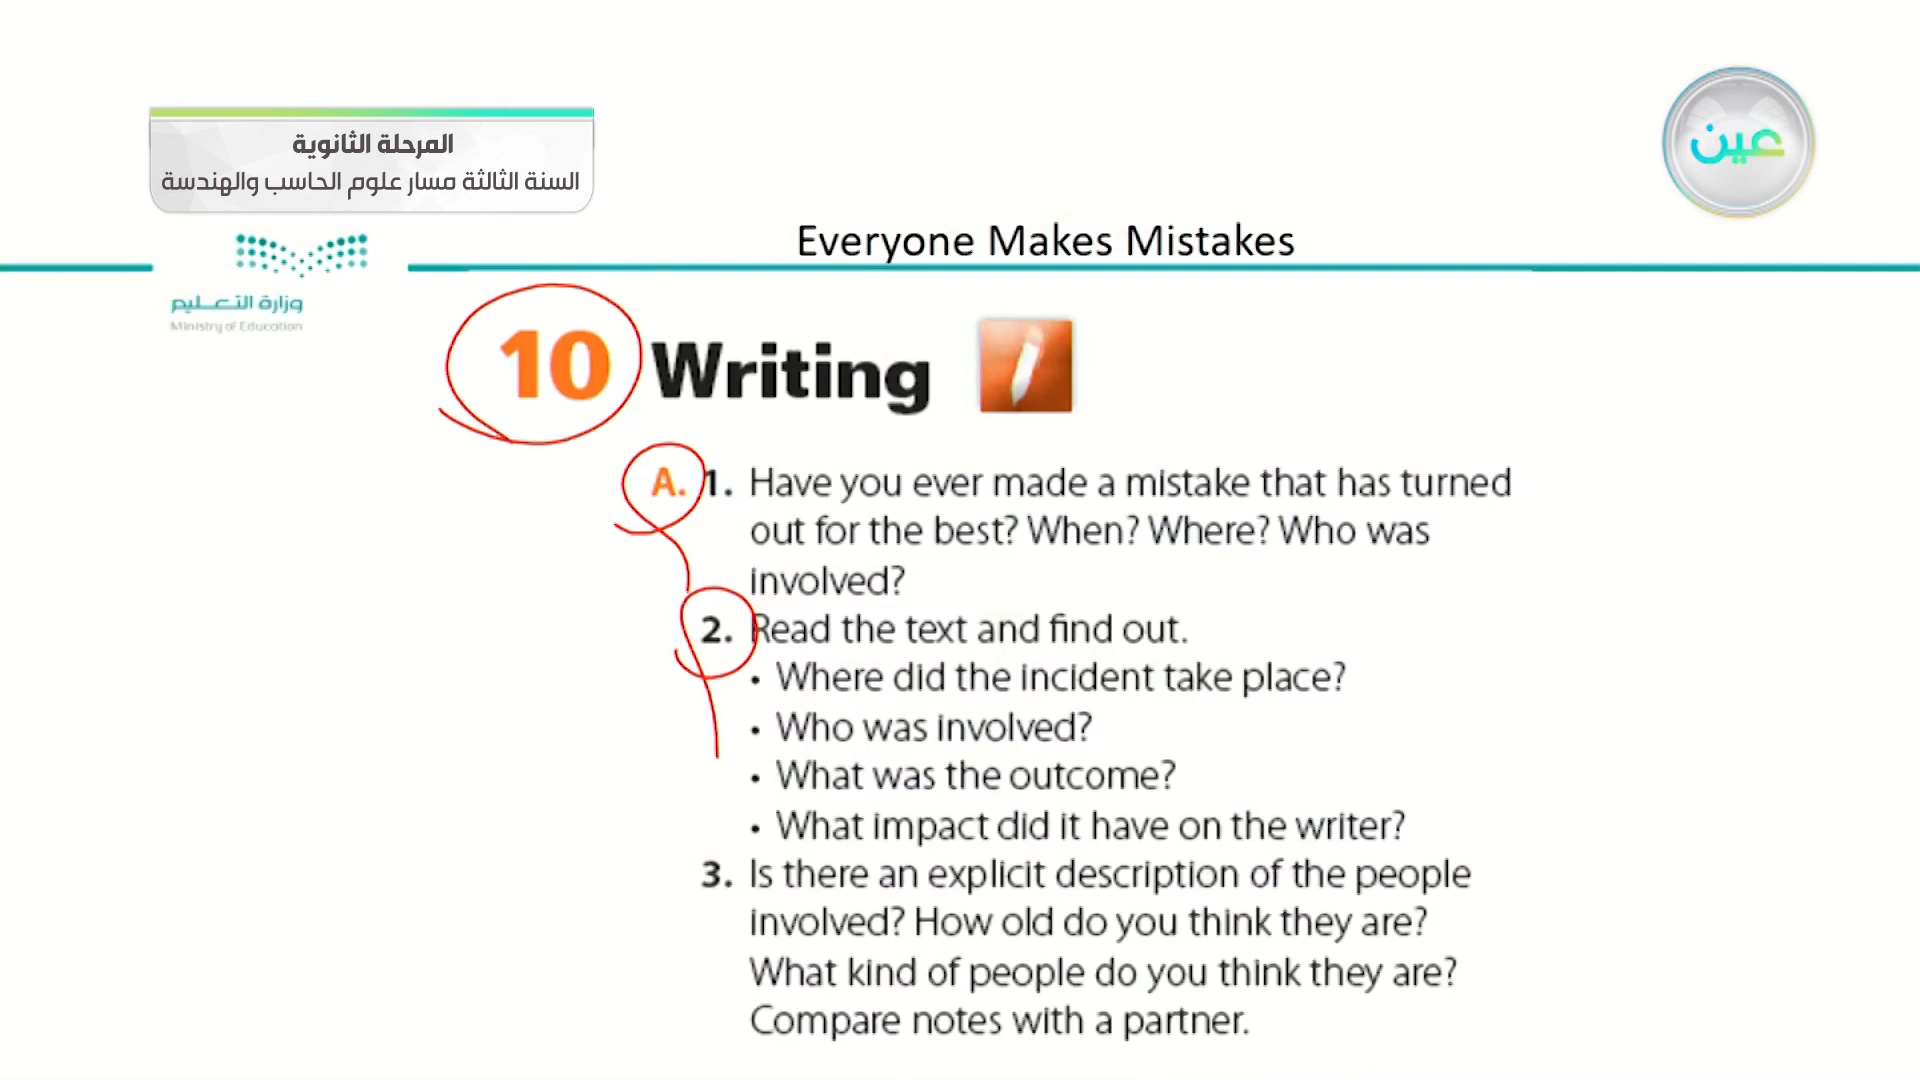 المرحلة الثانوية
السنة الثالثة مسار علوم الحاسب والهندسة
عين
Everyone Makes Mistakes
وزارة التعليم
Ministry of Education
10 Writing
A. 1. Have you ever made a mistake that has turned
out for the best? When? Where? Who was
involved?
2. Read the text and find out.
• Where did the incident take place?
• Who was involved?
• What was the outcome?
• What impact did it have on the writer?
3. Is there an explicit description of the people
involved? How old do you think they are?
What kind of people do you think they are?
Compare notes with a partner.